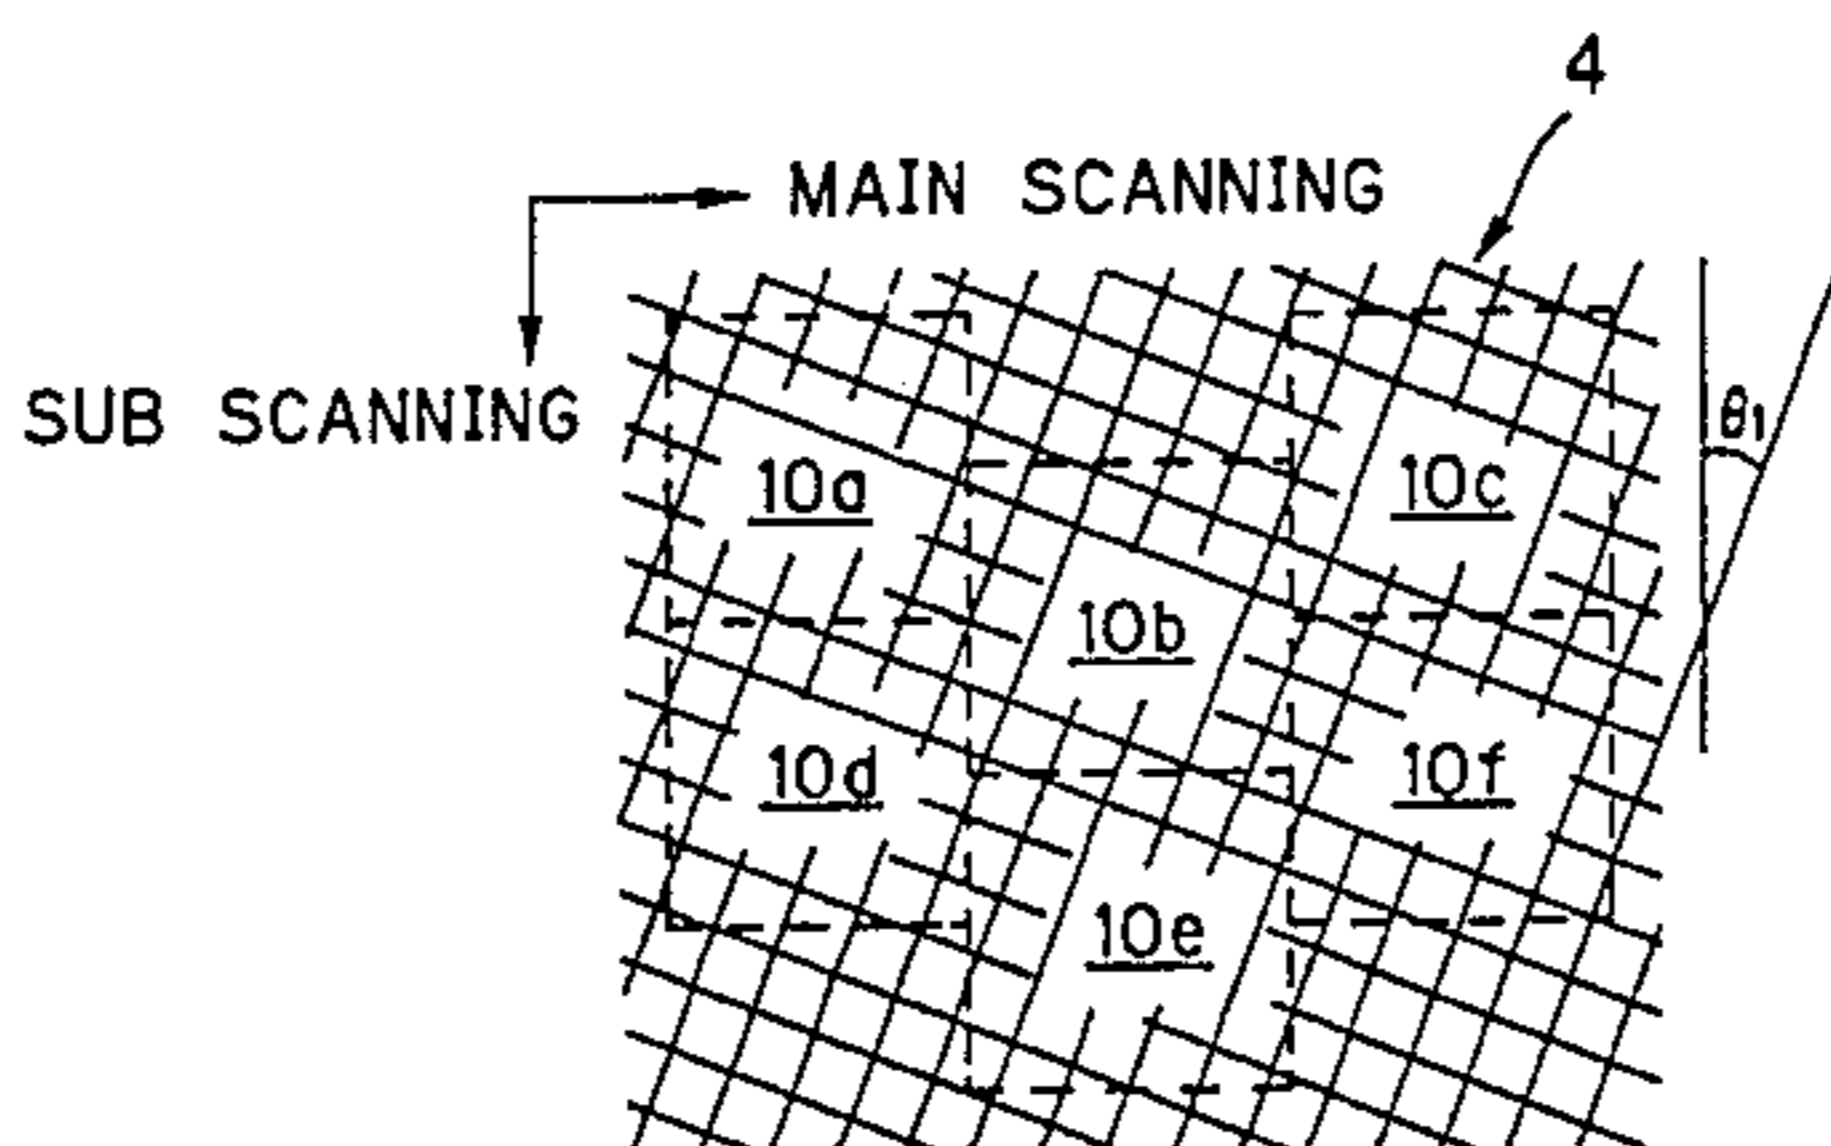 4
MAIN SCANNING
SUB SCANNING
θ1
10a
10c
10b
10d
10f
10e